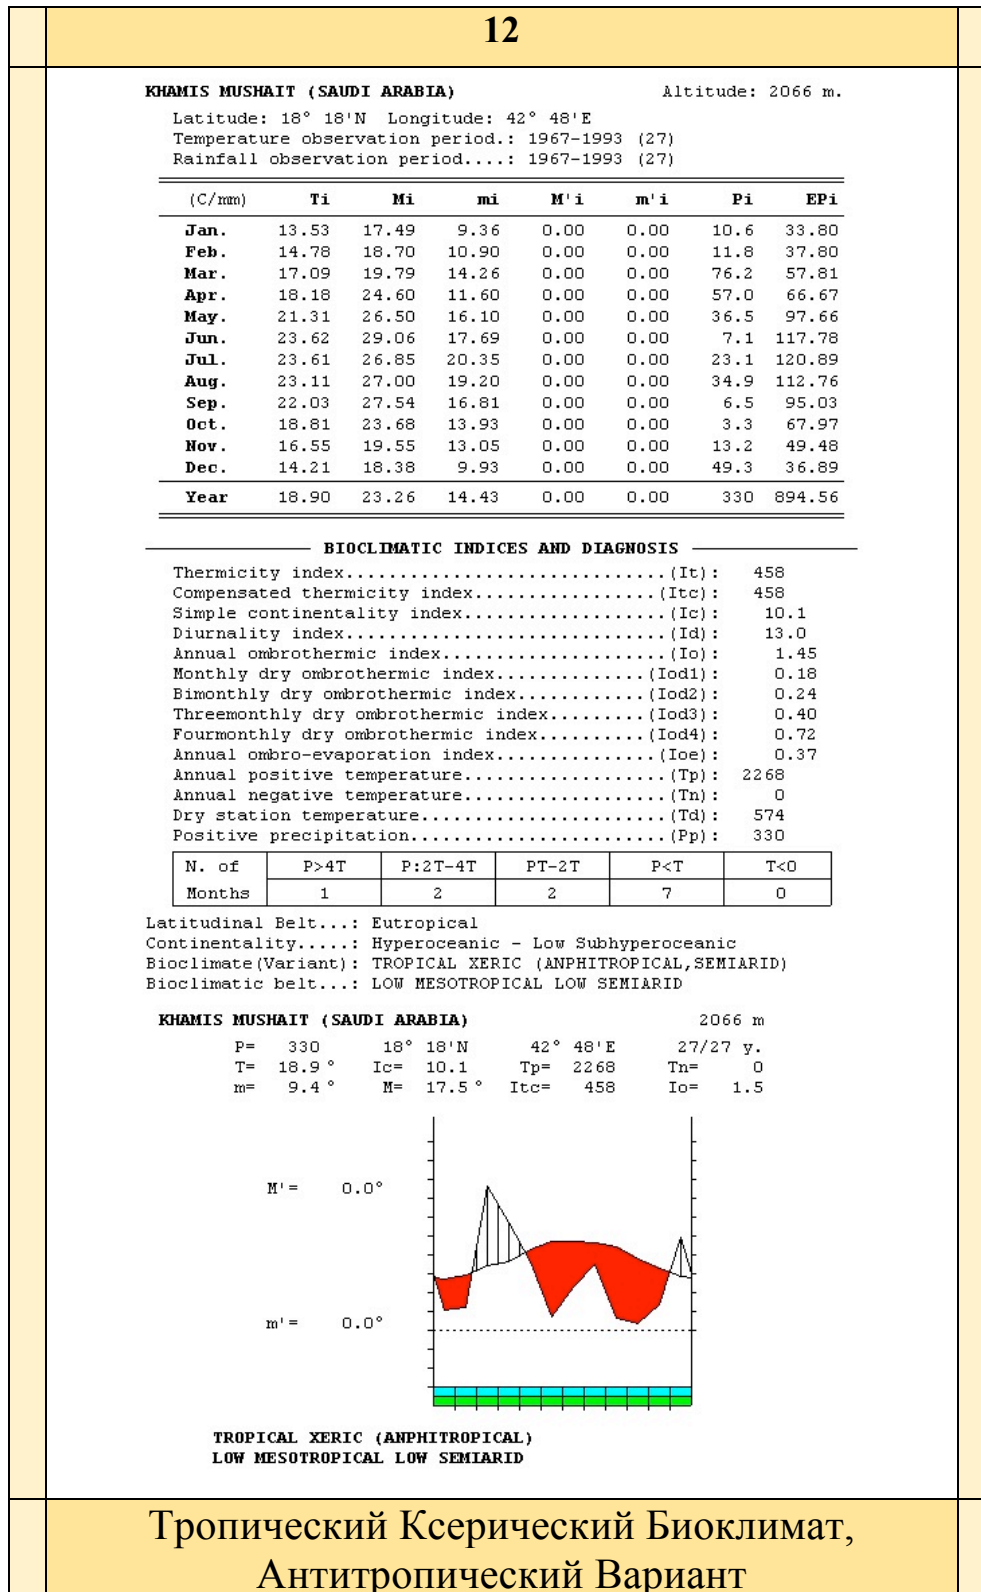 12
KHAMIS MUSHAIT (SAUDI ARABIA) Altitude: 2066 m.
Latitude: 18° 18'N Longitude: 42° 48'E
Temperature observation period.: 1967-1993 (27)
Rainfall observation period....: 1967-1993 (27)
(C/mm) Ti Mi mi M'i m'i Pi EPi
Jan. 13.53 17.49 9.36 0.00 0.00 10.6 33.80
Feb. 14.78 18.70 10.90 0.00 0.00 11.8 37.80
Mar. 17.09 19.79 14.26 0.00 0.00 76.2 57.81
Apr. 18.18 24.60 11.60 0.00 0.00 57.0 66.67
May. 21.31 26.50 16.10 0.00 0.00 36.5 97.66
Jun. 23.62 29.06 17.69 0.00 0.00 7.1 117.78
Jul. 23.61 26.85 20.35 0.00 0.00 23.1 120.89
Aug. 23.11 27.00 19.20 0.00 0.00 34.9 112.76
Sep. 22.03 27.54 16.81 0.00 0.00 6.5 95.03
Oct. 18.81 23.68 13.93 0.00 0.00 3.3 67.97
Nov. 16.55 19.55 13.05 0.00 0.00 13.2 49.48
Dec. 14.21 18.38 9.93 0.00 0.00 49.3 36.89
Year 18.90 23.26 14.43 0.00 0.00 330 894.56
BIOCLIMATIC INDICES AND DIAGNOSIS
Thermicity index..............................(It): 458
Compensated thermicity index.................(Itc): 458
Simple continentality index...................(Ic): 10.1
Diurnality index..............................(Id): 13.0
Annual ombrothermic index.....................(Io): 1.45
Monthly dry ombrothermic index..............(Iod1): 0.18
Bimonthly dry ombrothermic index............(Iod2): 0.24
Threemonthly dry ombrothermic index.........(Iod3): 0.40
Fourmonthly dry ombrothermic index..........(Iod4): 0.72
Annual ombro-evaporation index...............(Ioe): 0.37
Annual positive temperature...................(Tp): 2268
Annual negative temperature...................(Tn): 0
Dry station temperature.......................(Td): 574
Positive precipitation........................(Pp): 330
N. of P>4T P:2T-4T PT-2T P<T T<0
Months 1 2 2 7 0
Latitudinal Belt...: Eutropical
Continentality.....: Hyperoceanic - Low Subhyperoceanic
Bioclimate(Variant): TROPICAL XERIC (ANPHITROPICAL,SEMIARID)
Bioclimatic belt...: LOW MESOTROPICAL LOW SEMIARID
KHAMIS MUSHAIT (SAUDI ARABIA) 2066 m
P= 330 18° 18'N 42° 48'E 27/27 y.
T= 18.9° Ic= 10.1 Tp= 2268 Tn= 0
m= 9.4° M= 17.5° Itc= 458 Io= 1.5
M'= 0.0°
m'= 0.0°
TROPICAL XERIC (ANPHITROPICAL)
LOW MESOTROPICAL LOW SEMIARID
Тропический Ксерический Биоклимат,
Антитропический Вариант